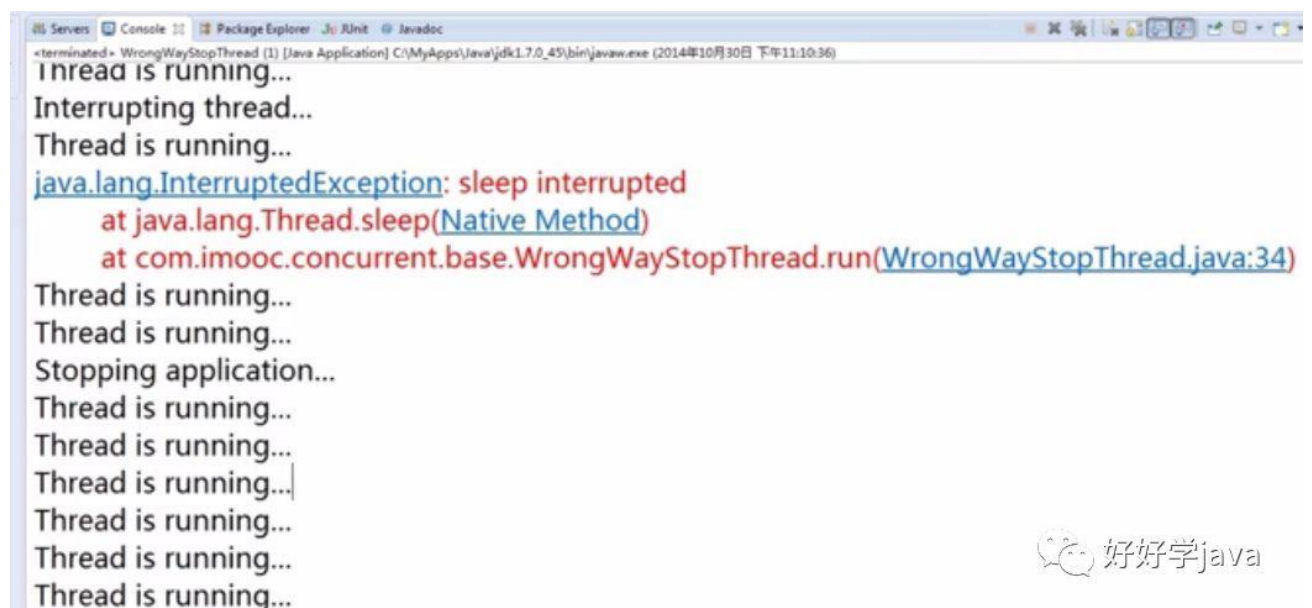 Servers Console Package Explorer JUnit Javadoc
<terminated> WrongWayStopThread (1) [Java Application] C:\MyApps\Java\jdk1.7.0_45\bin\javaw.exe (2014年10月30日 下午11:10:36)
Thread is running...
Interrupting thread...
Thread is running...
java.lang.InterruptedException: sleep interrupted
at java.lang.Thread.sleep(Native Method)
at com.imooc.concurrent.base.WrongWayStopThread.run(WrongWayStopThread.java:34)
Thread is running...
Thread is running...
Stopping application...
Thread is running...
Thread is running...
Thread is running...
Thread is running...
Thread is running...
Thread is running...
好好学java